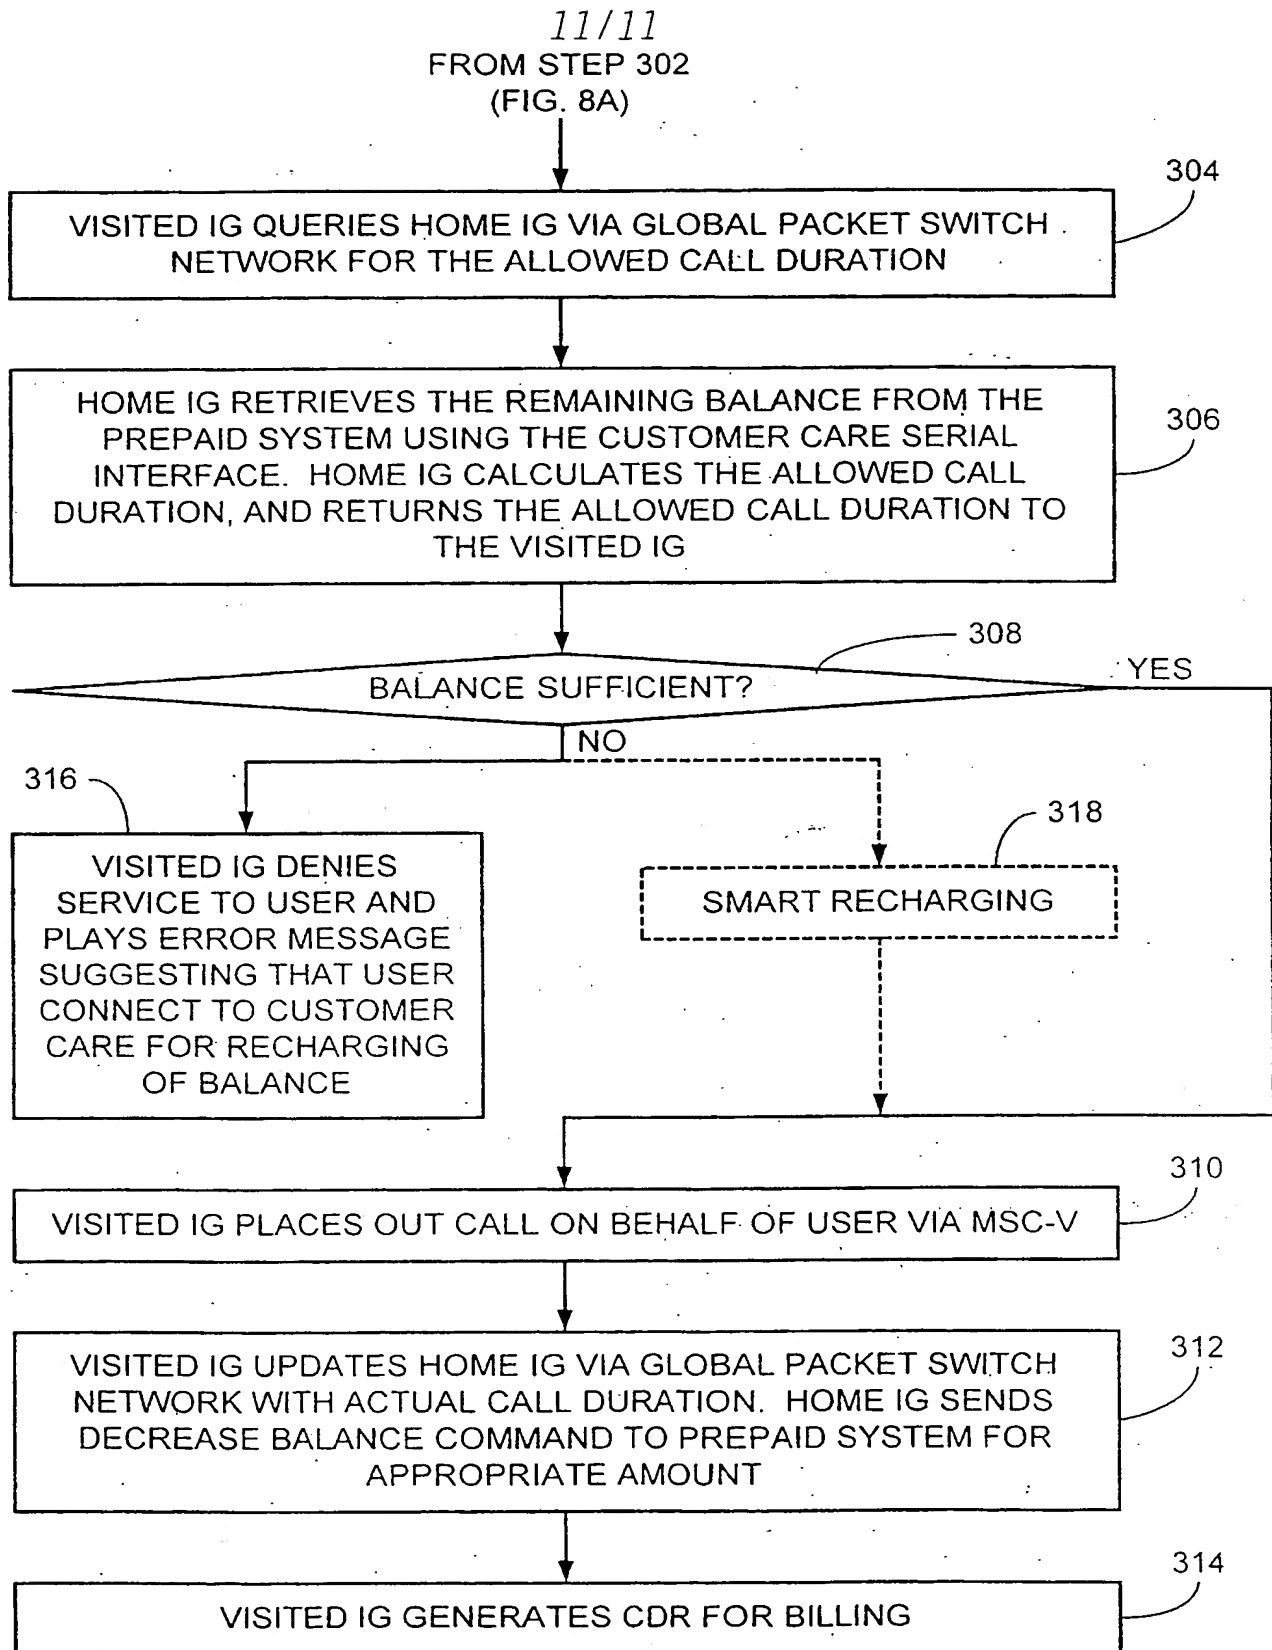 11/11
FROM STEP 302
(FIG. 8A)
304
VISITED IG QUERIES HOME IG VIA GLOBAL PACKET SWITCH
NETWORK FOR THE ALLOWED CALL DURATION
306
HOME IG RETRIEVES THE REMAINING BALANCE FROM THE
PREPAID SYSTEM USING THE CUSTOMER CARE SERIAL
INTERFACE. HOME IG CALCULATES THE ALLOWED CALL
DURATION, AND RETURNS THE ALLOWED CALL DURATION TO
THE VISITED IG
308
BALANCE SUFFICIENT?
YES
NO
316
VISITED IG DENIES
SERVICE TO USER AND
PLAYS ERROR MESSAGE
SUGGESTING THAT USER
CONNECT TO CUSTOMER
CARE FOR RECHARGING
OF BALANCE
318
SMART RECHARGING
310
VISITED IG PLACES OUT CALL ON BEHALF OF USER VIA MSC-V
312
VISITED IG UPDATES HOME IG VIA GLOBAL PACKET SWITCH
NETWORK WITH ACTUAL CALL DURATION. HOME IG SENDS
DECREASE BALANCE COMMAND TO PREPAID SYSTEM FOR
APPROPRIATE AMOUNT
314
VISITED IG GENERATES CDR FOR BILLING